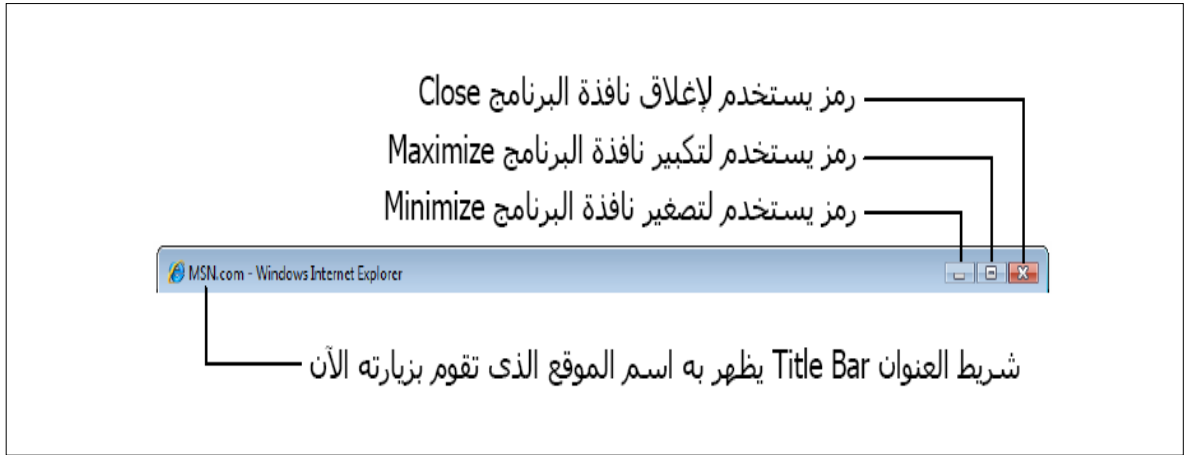 رمز يستخدم لإغلاق نافذة البرنامج Close
رمز يستخدم لتكبير نافذة البرنامج Maximize
رمز يستخدم لتصغير نافذة البرنامج Minimize
MSN.com - Windows Internet Explorer
شريط العنوان Title Bar يظهر به اسم الموقع الذى تقوم بزيارته الآن